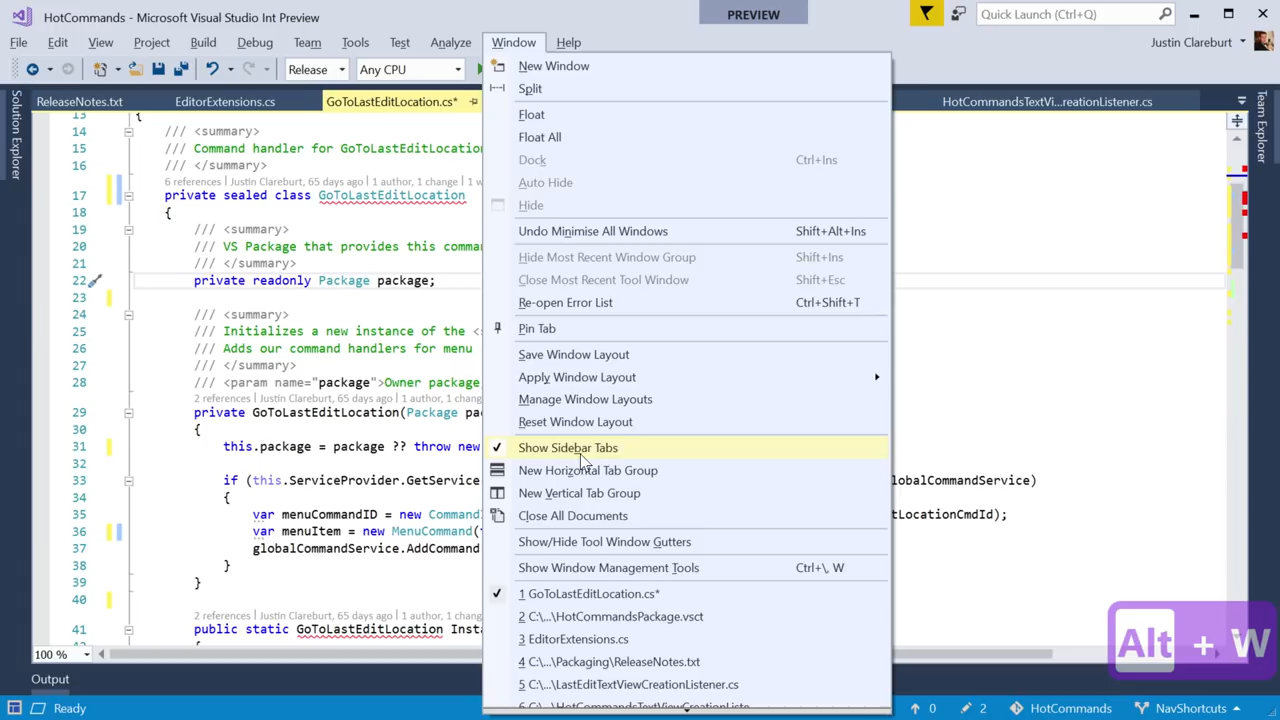 HotCommands - Microsoft Visual Studio Int Preview
PREVIEW
Quick Launch (Ctrl+Q)
File Edit View Project Build Debug Team Tools Test Analyze Window Help
Justin Clareburt
Release Any CPU
ReleaseNotes.txt EditorExtensions.cs GoToLastEditLocation.cs* HotCommandsTextVi...reationListener.cs
Solution Explorer
Team Explorer
13 {
14 /// <summary>
15 /// Command handler for GoToLastEditLocation
16 /// </summary>
6 references | Justin Clareburt, 65 days ago | 1 author, 1 change | 1 w
17 private sealed class GoToLastEditLocation
18 {
19 /// <summary>
20 /// VS Package that provides this comma
21 /// </summary>
22 private readonly Package package;
23
24 /// <summary>
25 /// Initializes a new instance of the <s
26 /// Adds our command handlers for menu
27 /// </summary>
28 /// <param name="package">Owner package,
2 references | Justin Clareburt, 65 days ago | 1 author, 1 change
29 private GoToLastEditLocation(Package pac
30 {
31 this.package = package ?? throw new
32
33 if (this.ServiceProvider.GetService lobalCommandService)
34 {
35 var menuCommandID = new Command tLocationCmdId);
36 var menuItem = new MenuCommand(
37 globalCommandService.AddCommand
38 }
39 }
40
2 references | Justin Clareburt, 65 days ago | 1 author, 1
41 public static GoToLastEditLocation Inst
New Window
Split
Float
Float All
Dock Ctrl+Ins
Auto Hide
Hide
Undo Minimise All Windows Shift+Alt+Ins
Hide Most Recent Window Group Shift+Ins
Close Most Recent Tool Window Shift+Esc
Re-open Error List Ctrl+Shift+T
Pin Tab
Save Window Layout
Apply Window Layout
Manage Window Layouts
Reset Window Layout
Show Sidebar Tabs
New Horizontal Tab Group
New Vertical Tab Group
Close All Documents
Show/Hide Tool Window Gutters
Show Window Management Tools Ctrl+\, W
1 GoToLastEditLocation.cs*
2 C:\...\HotCommandsPackage.vsct
3 EditorExtensions.cs
4 C:\...\Packaging\ReleaseNotes.txt
5 C:\...\LastEditTextViewCreationListener.cs
6 C:\...\HotCommandsTextViewCreationListe
Alt + W
100 %
Output
Ready
0 2 HotCommands NavShortcuts